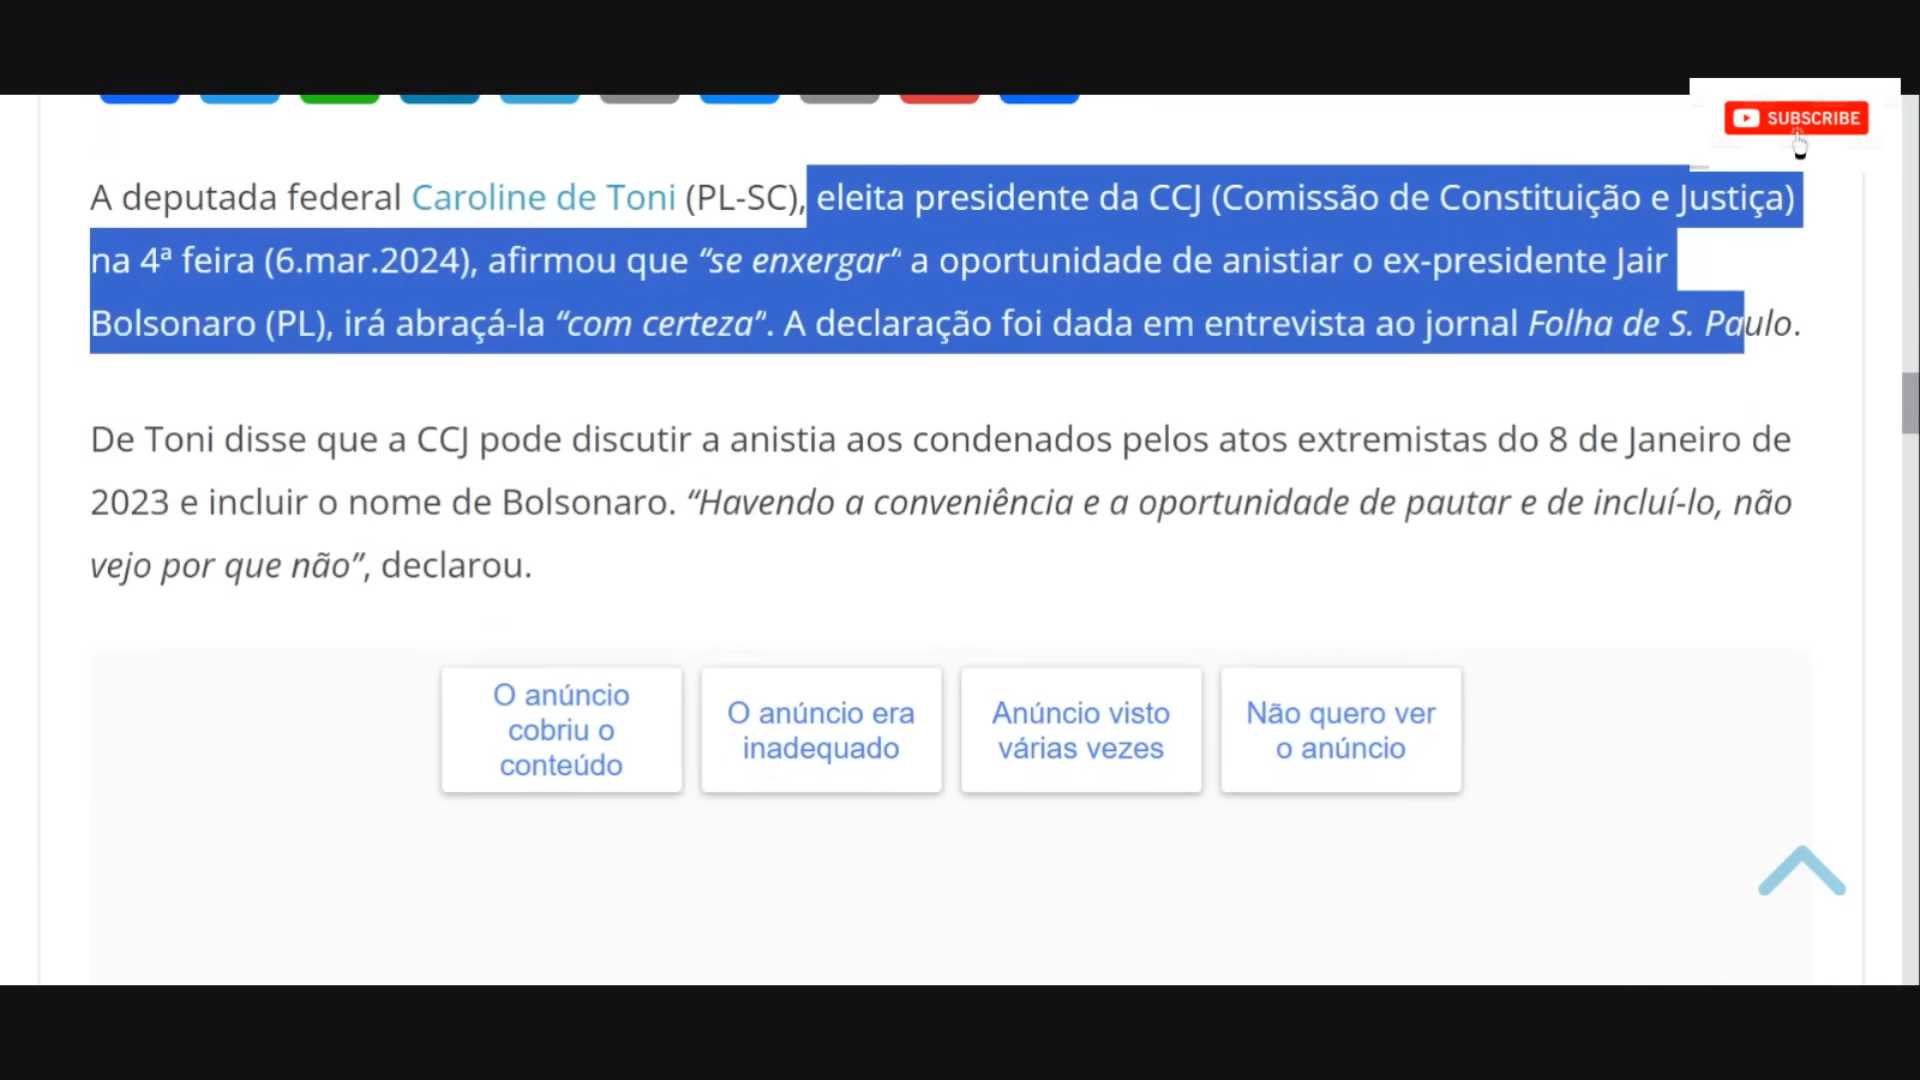 SUBSCRIBE
A deputada federal Caroline de Toni (PL-SC), eleita presidente da CCJ (Comissão de Constituição e Justiça)
na 4ª feira (6.mar.2024), afirmou que “se enxergar” a oportunidade de anistiar o ex-presidente Jair
Bolsonaro (PL), irá abraçá-la “com certeza”. A declaração foi dada em entrevista ao jornal Folha de S. Paulo.
De Toni disse que a CCJ pode discutir a anistia aos condenados pelos atos extremistas do 8 de Janeiro de
2023 e incluir o nome de Bolsonaro. “Havendo a conveniência e a oportunidade de pautar e de incluí-lo, não
vejo por que não”, declarou.
O anúncio
cobriu o
conteúdo
O anúncio era
inadequado
Anúncio visto
várias vezes
Não quero ver
o anúncio